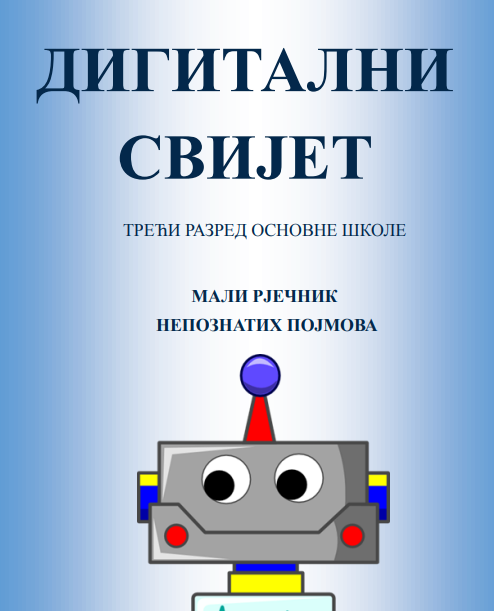 ДИГИТАЛНИ
СВИЈЕТ
ТРЕЋИ РАЗРЕД ОСНОВНЕ ШКОЛЕ
МАЛИ РЈЕЧНИК
НЕПОЗНАТИХ ПОЈМОВА